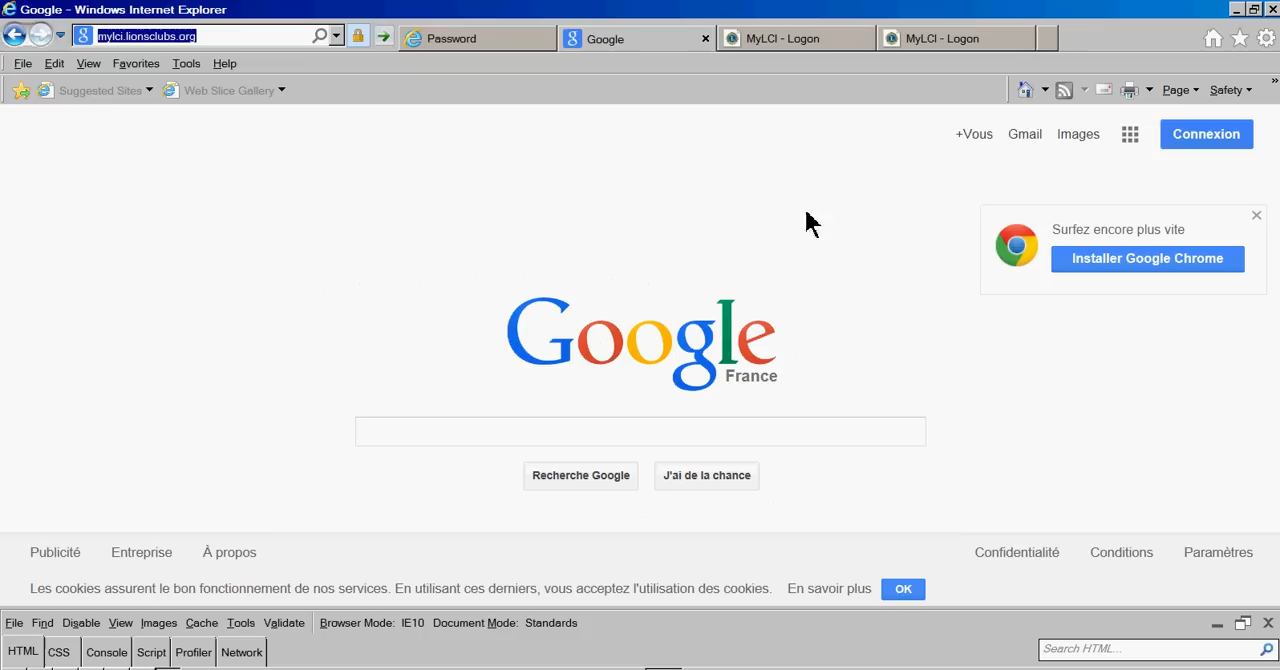 Google - Windows Internet Explorer
mylci.lionsclubs.org
Password
Google
MyLCI - Logon
MyLCI - Logon
File Edit View Favorites Tools Help
Suggested Sites Web Slice Gallery
Page Safety
+Vous Gmail Images
Connexion
Surfez encore plus vite
Installer Google Chrome
Google
France
Recherche Google
J'ai de la chance
Publicité Entreprise À propos
Confidentialité Conditions Paramètres
Les cookies assurent le bon fonctionnement de nos services. En utilisant ces derniers, vous acceptez l'utilisation des cookies. En savoir plus OK
File Find Disable View Images Cache Tools Validate Browser Mode: IE10 Document Mode: Standards
HTML CSS Console Script Profiler Network
Search HTML...